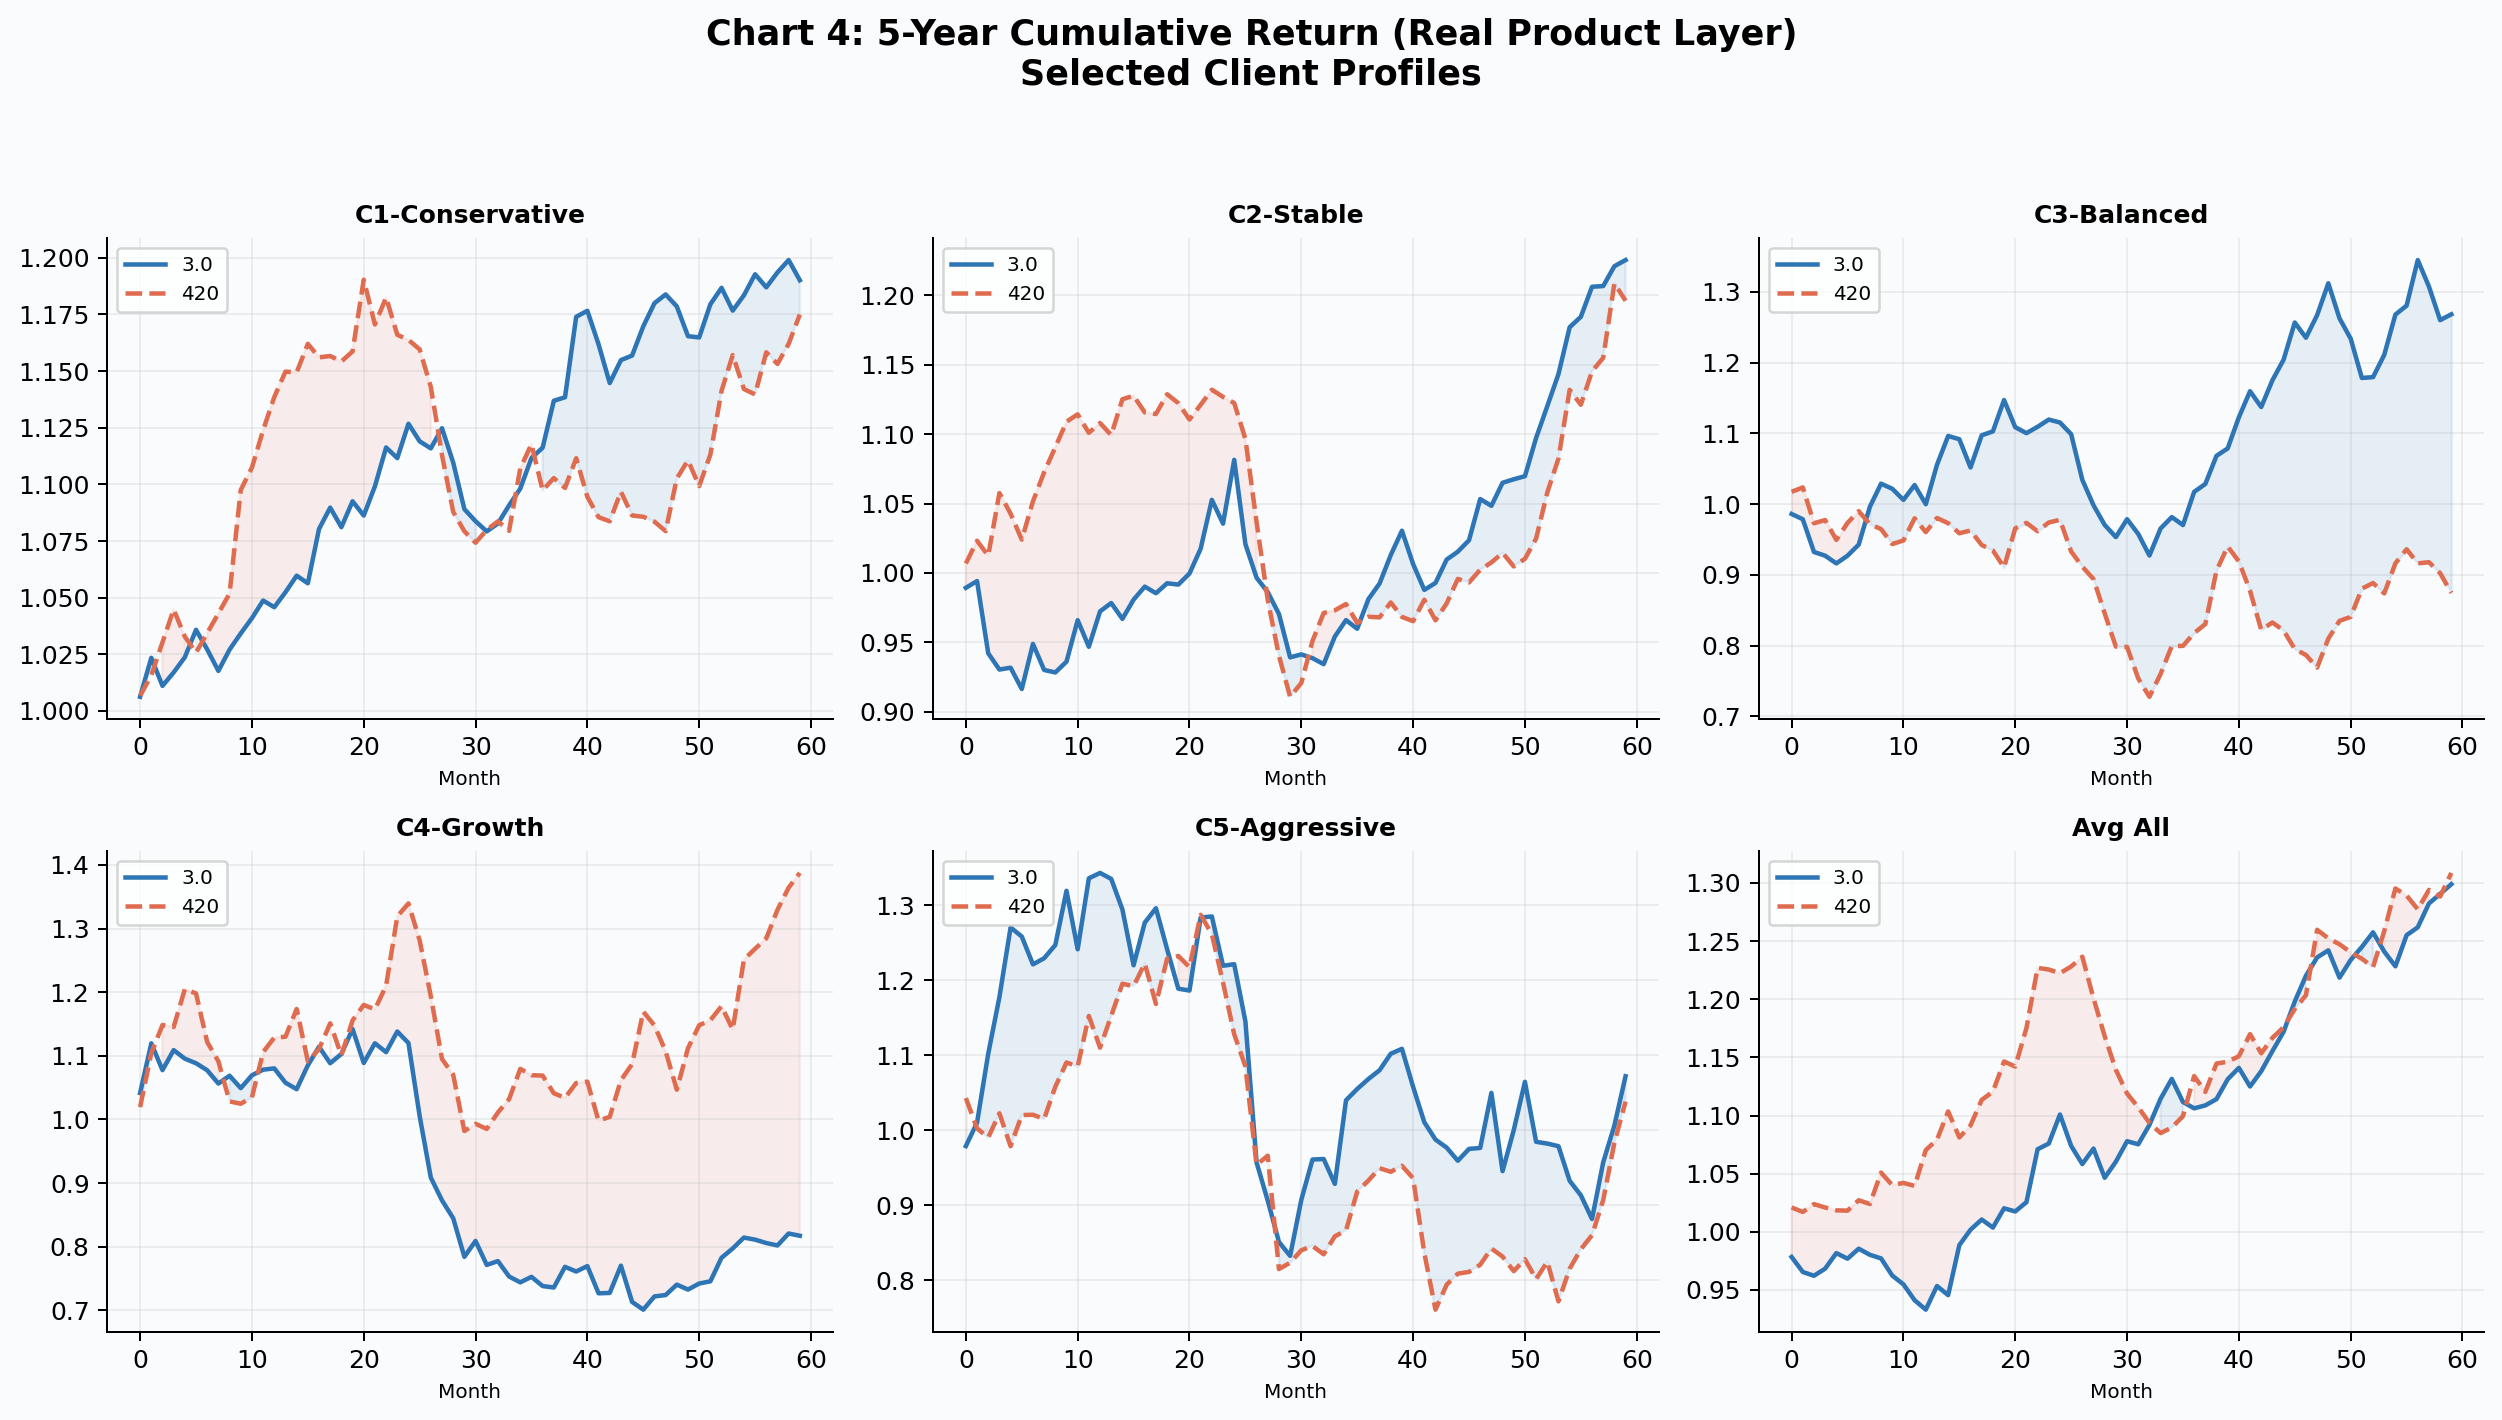 Chart 4: 5-Year Cumulative Return (Real Product Layer)
Selected Client Profiles
C1-Conservative
3.0
420
1.200
1.175
1.150
1.125
1.100
1.075
1.050
1.025
1.000
0 10 20 30 40 50 60
Month
C2-Stable
3.0
420
1.20
1.15
1.10
1.05
1.00
0.95
0.90
0 10 20 30 40 50 60
Month
C3-Balanced
3.0
420
1.3
1.2
1.1
1.0
0.9
0.8
0.7
0 10 20 30 40 50 60
Month
C4-Growth
3.0
420
1.4
1.3
1.2
1.1
1.0
0.9
0.8
0.7
0 10 20 30 40 50 60
Month
C5-Aggressive
3.0
420
1.3
1.2
1.1
1.0
0.9
0.8
0 10 20 30 40 50 60
Month
Avg All
3.0
420
1.30
1.25
1.20
1.15
1.10
1.05
1.00
0.95
0 10 20 30 40 50 60
Month